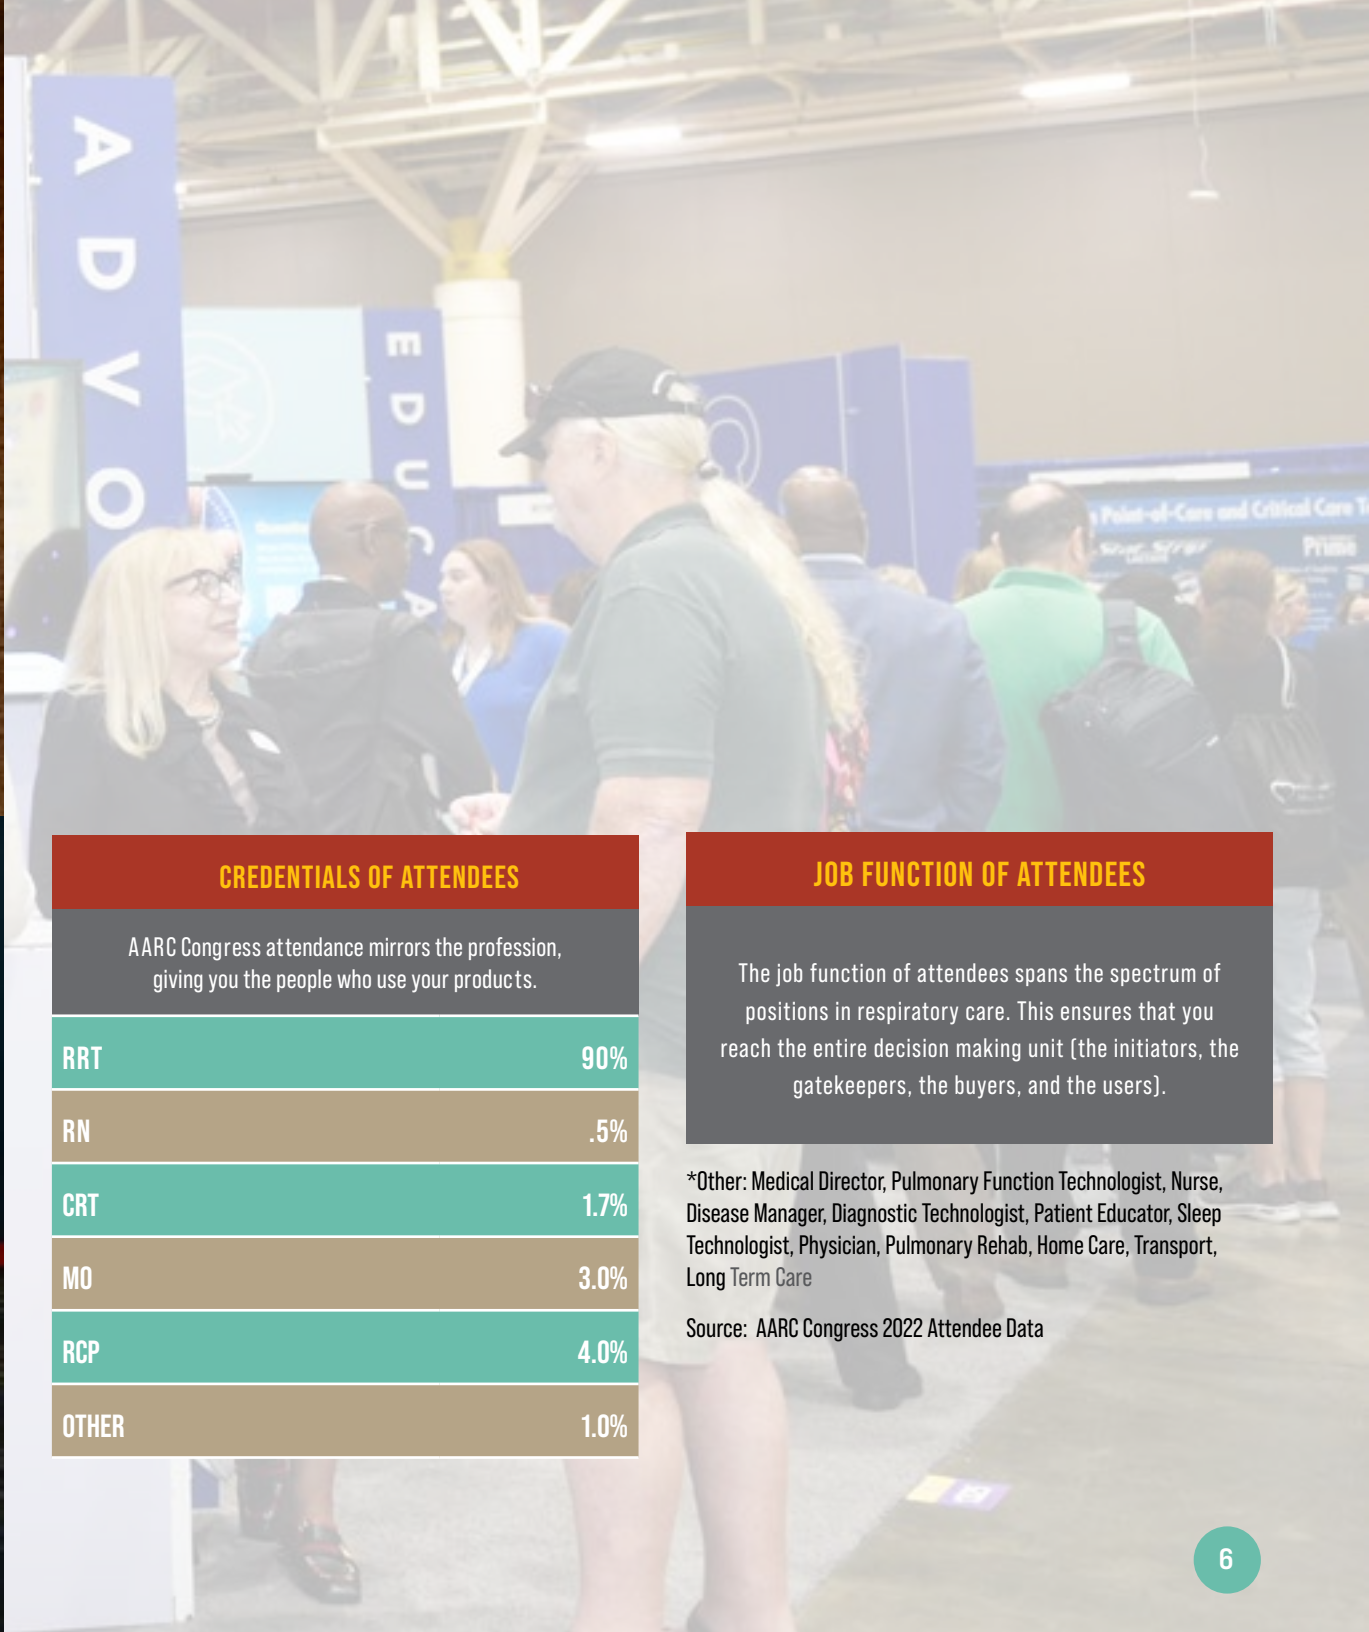 ADVO
EDUCA
Point-of-Care and Critical Care
Prime
CREDENTIALS OF ATTENDEES
AARC Congress attendance mirrors the profession,
giving you the people who use your products.
RRT 90%
RN .5%
CRT 1.7%
MO 3.0%
RCP 4.0%
OTHER 1.0%
JOB FUNCTION OF ATTENDEES
The job function of attendees spans the spectrum of
positions in respiratory care. This ensures that you
reach the entire decision making unit (the initiators, the
gatekeepers, the buyers, and the users).
*Other: Medical Director, Pulmonary Function Technologist, Nurse,
Disease Manager, Diagnostic Technologist, Patient Educator, Sleep
Technologist, Physician, Pulmonary Rehab, Home Care, Transport,
Long Term Care
Source: AARC Congress 2022 Attendee Data
6